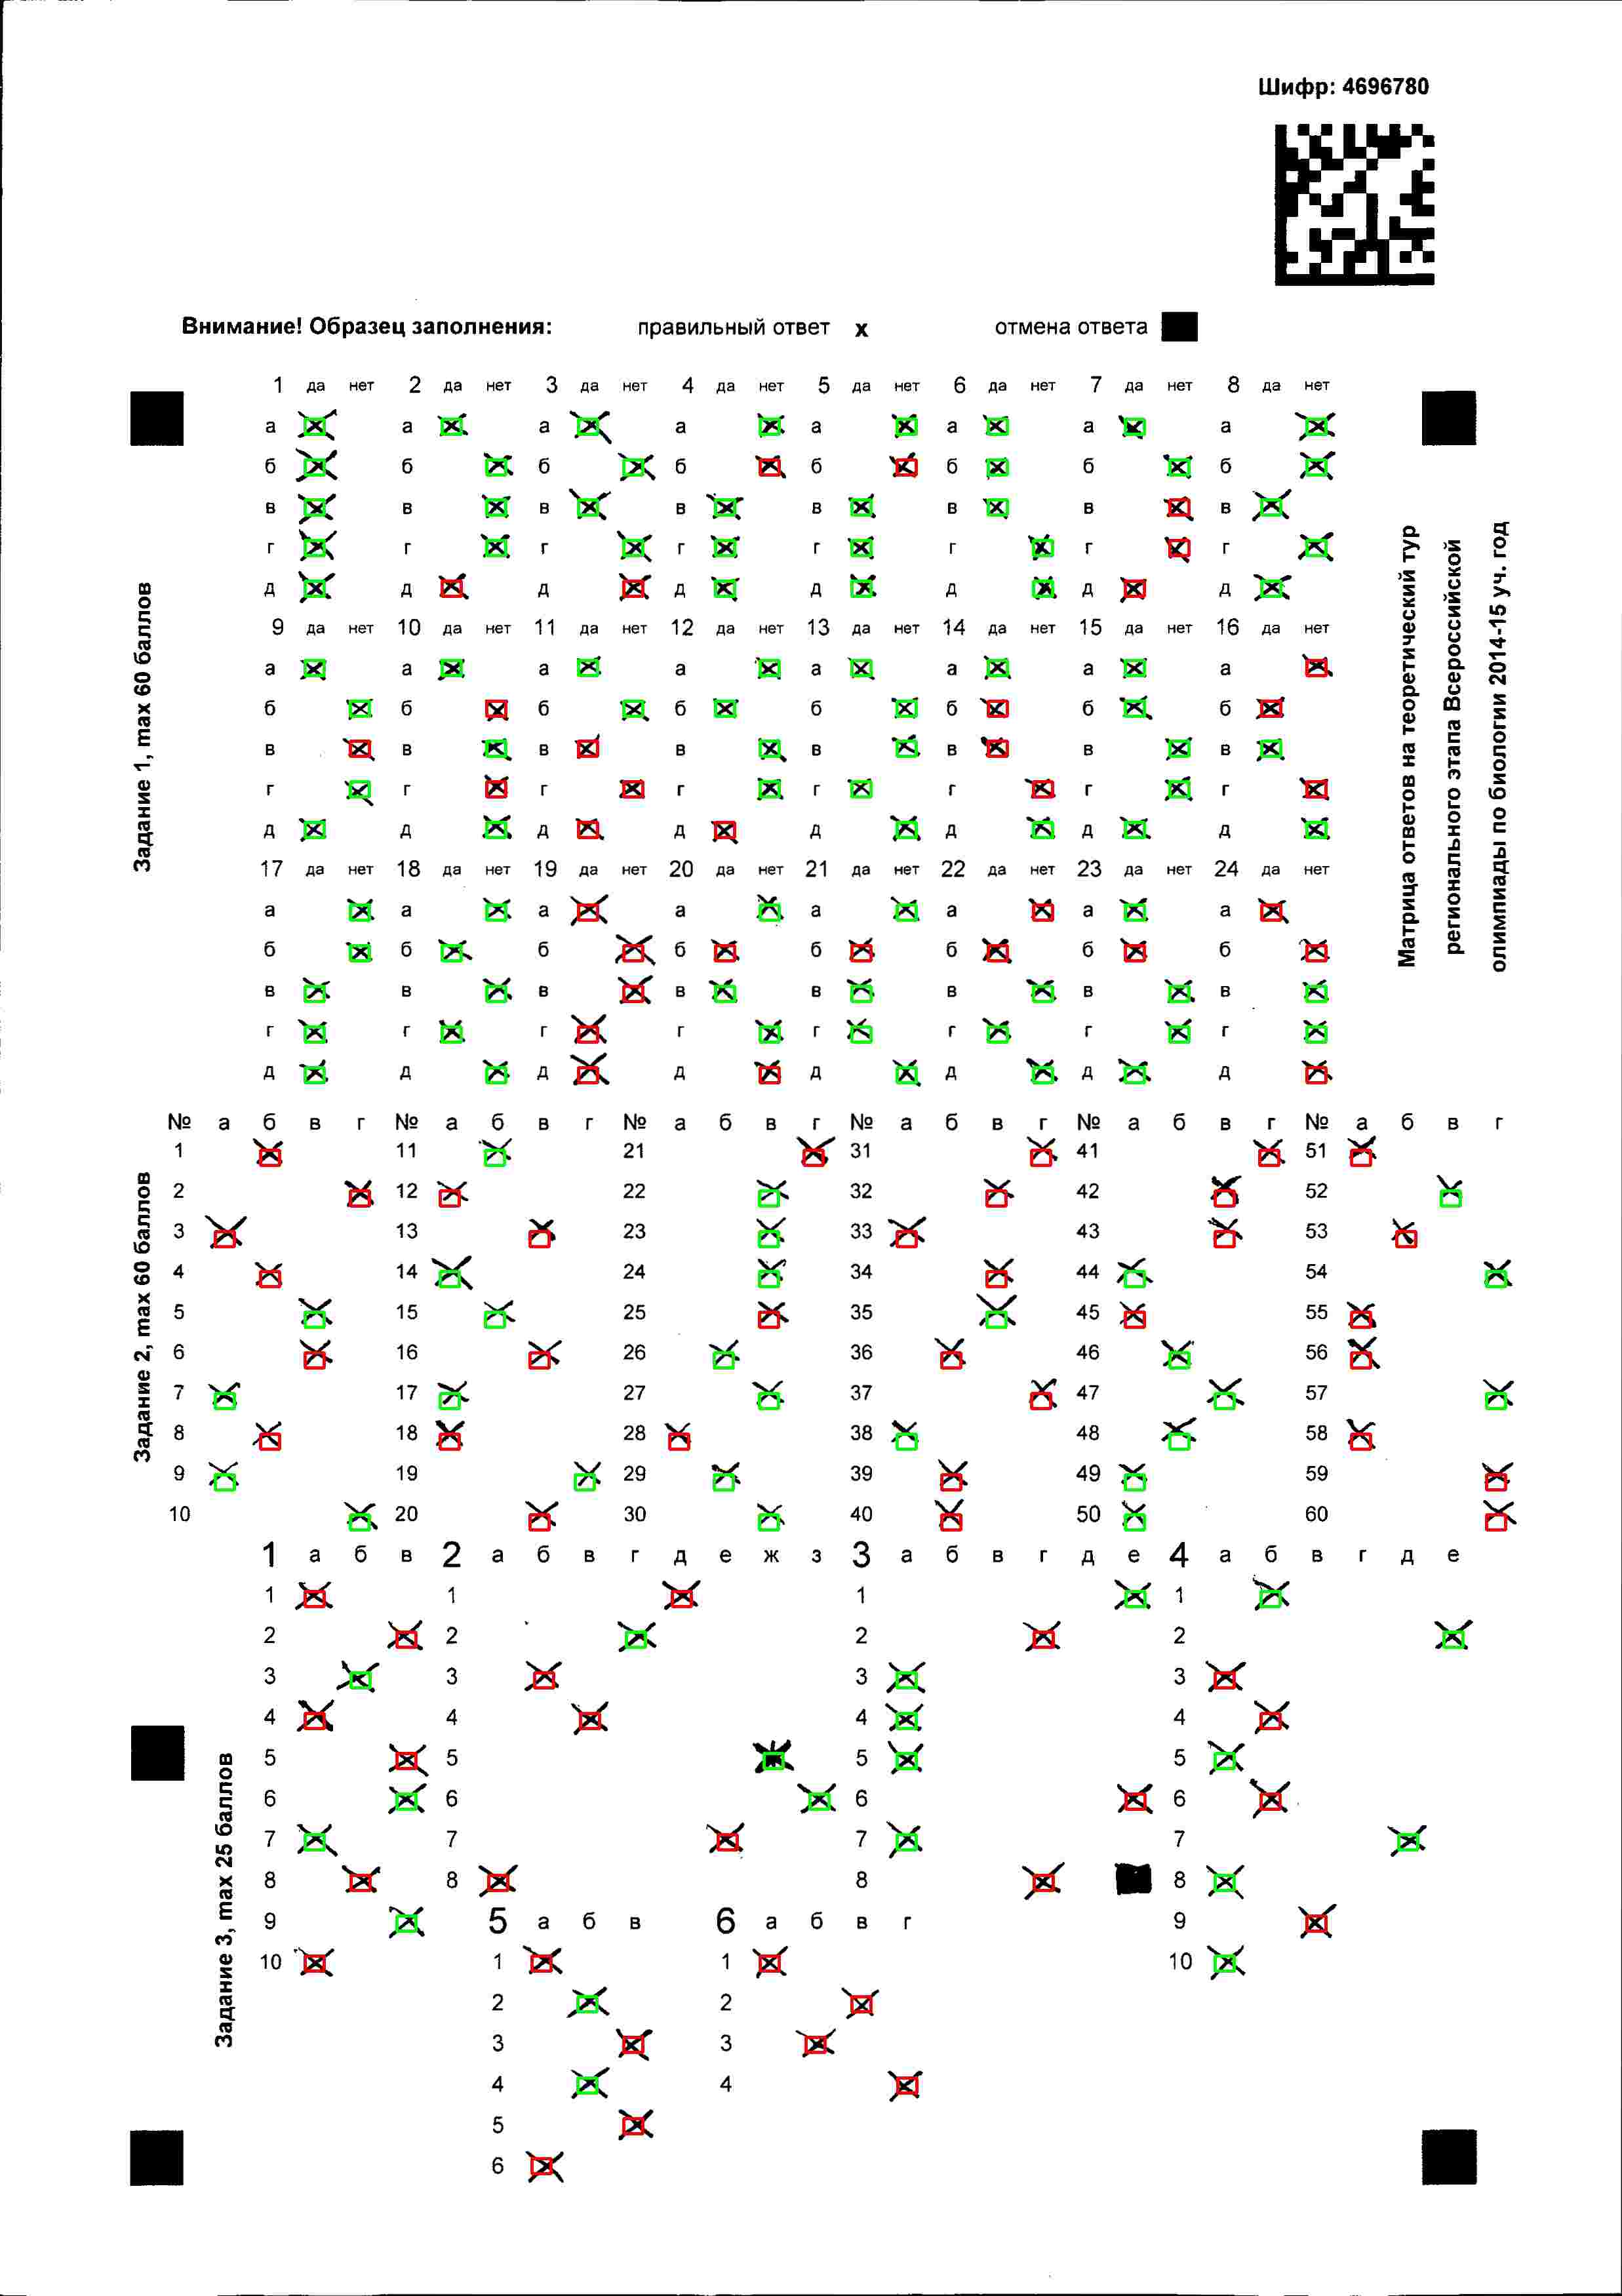 Шифр: 4696780
Внимание! Образец заполнения: правильный ответ x отмена ответа
Задание 1, max 60 баллов
1 да нет 2 да нет 3 да нет 4 да нет 5 да нет 6 да нет 7 да нет 8 да нет
а а а а а а а а
б б б б б б б б
в в в в в в в в
г г г г г г г г
д д д д д д д д
9 да нет 10 да нет 11 да нет 12 да нет 13 да нет 14 да нет 15 да нет 16 да нет
а а а а а а а а
б б б б б б б б
в в в в в в в в
г г г г г г г г
д д д д д д д д
17 да нет 18 да нет 19 да нет 20 да нет 21 да нет 22 да нет 23 да нет 24 да нет
а а а а а а а а
б б б б б б б б
в в в в в в в в
г г г г г г г г
д д д д д д д д
Матрица ответов на теоретический тур
регионального этапа Всероссийской
олимпиады по биологии 2014-15 уч. год
Задание 2, max 60 баллов
№ а б в г № а б в г № а б в г № а б в г № а б в г № а б в г
1 11 21 31 41 51
2 12 22 32 42 52
3 13 23 33 43 53
4 14 24 34 44 54
5 15 25 35 45 55
6 16 26 36 46 56
7 17 27 37 47 57
8 18 28 38 48 58
9 19 29 39 49 59
10 20 30 40 50 60
Задание 3, max 25 баллов
1 а б в 2 а б в г д е ж з 3 а б в г д е 4 а б в г д е
1 1 1 1
2 2 2 2
3 3 3 3
4 4 4 4
5 5 5 5
6 6 6 6
7 7 7 7
8 8 8 8
9 5 а б в 6 а б в г 9
10 1 1 10
2 2
3 3
4 4
5
6